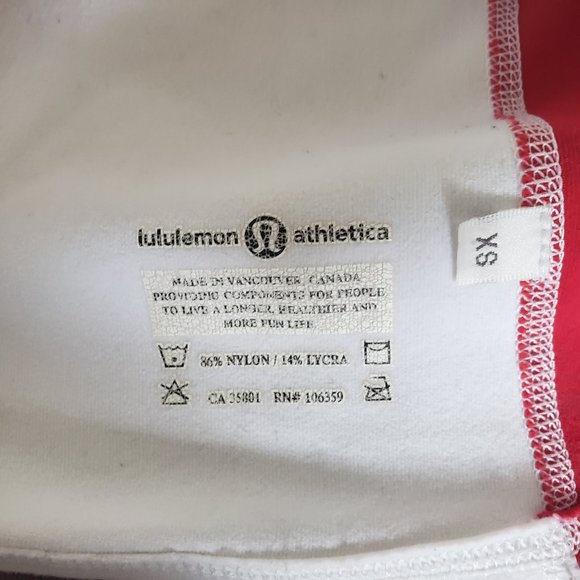 lululemon athletica
MADE IN VANCOUVER, CANADA
PROVIDING COMPONENTS FOR PEOPLE
TO LIVE A LONGER, HEALTHIER AND
MORE FUN LIFE
86% NYLON / 14% LYCRA
CA 35801 RN# 106359
XS